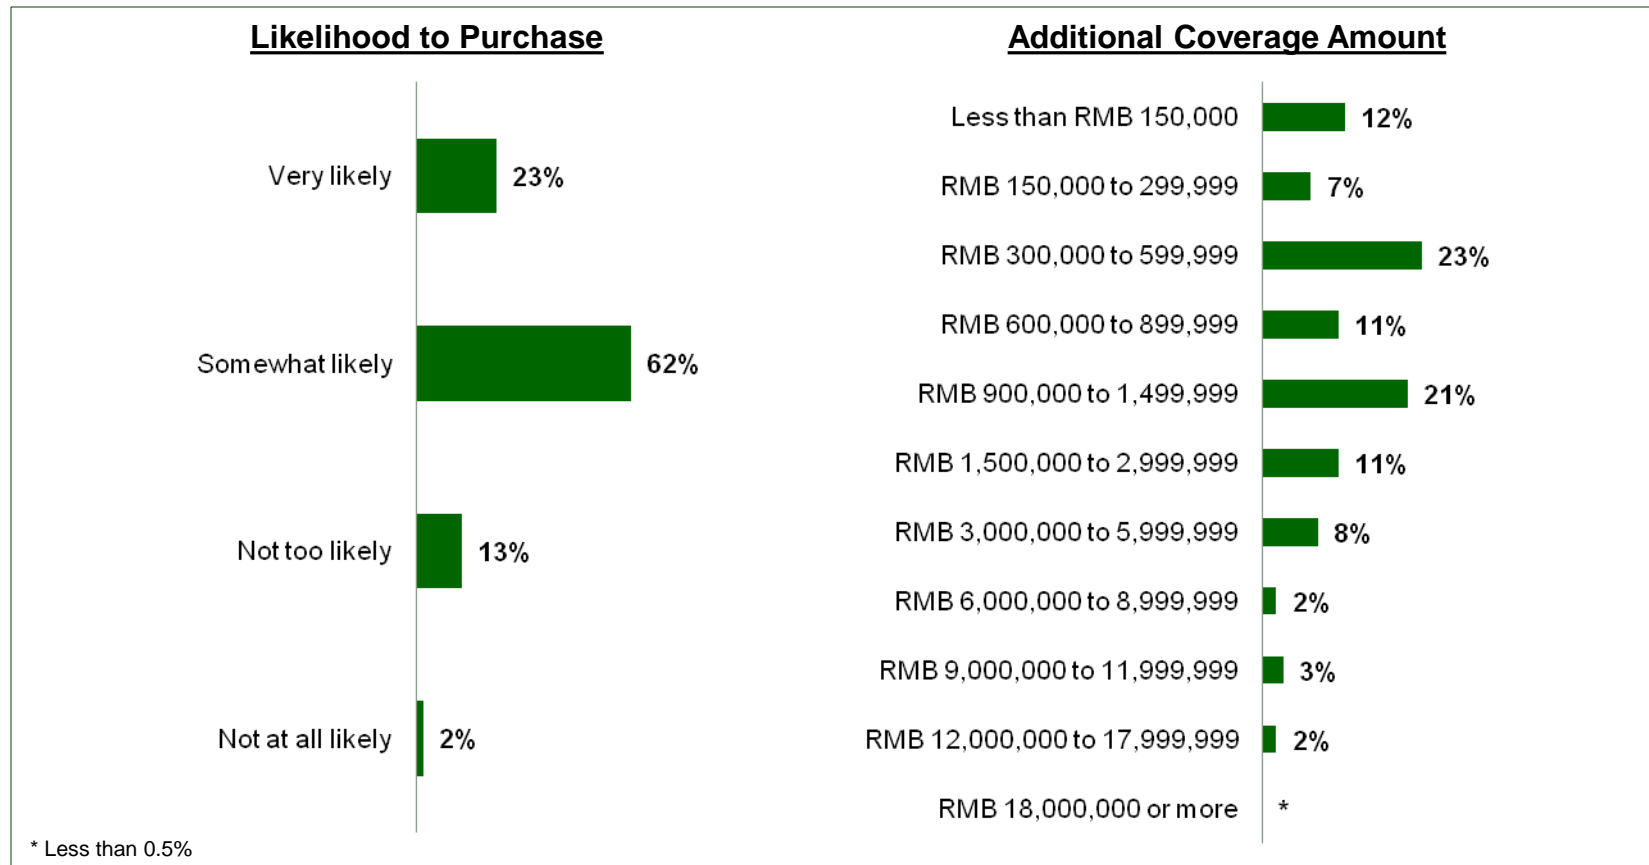 Likelihood to Purchase
Very likely 23%
Somewhat likely 62%
Not too likely 13%
Not at all likely 2%
* Less than 0.5%
Additional Coverage Amount
Less than RMB 150,000 12%
RMB 150,000 to 299,999 7%
RMB 300,000 to 599,999 23%
RMB 600,000 to 899,999 11%
RMB 900,000 to 1,499,999 21%
RMB 1,500,000 to 2,999,999 11%
RMB 3,000,000 to 5,999,999 8%
RMB 6,000,000 to 8,999,999 2%
RMB 9,000,000 to 11,999,999 3%
RMB 12,000,000 to 17,999,999 2%
RMB 18,000,000 or more *